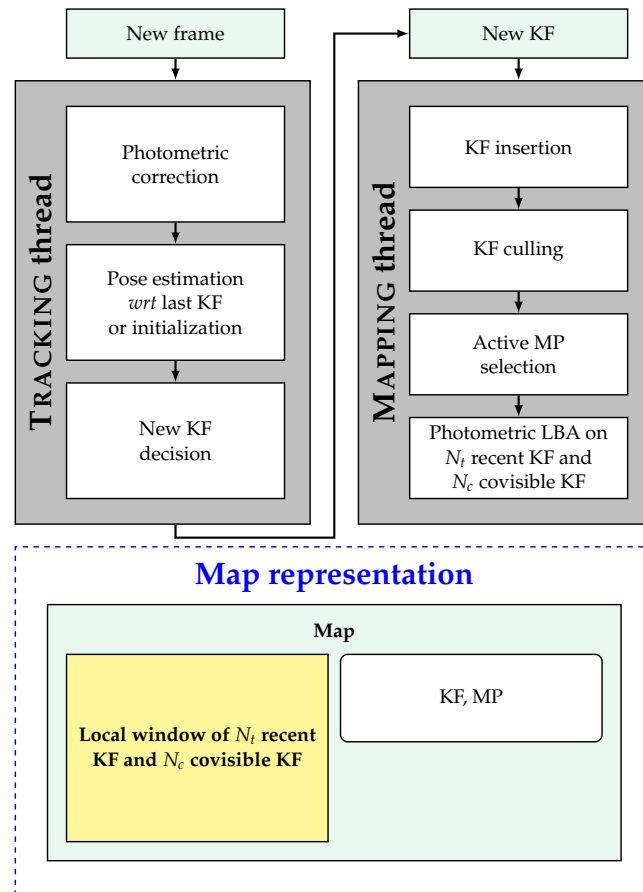 New frame
TRACKING thread
Photometric
correction
Pose estimation
wrt last KF
or initialization
New KF
decision
New KF
MAPPING thread
KF insertion
KF culling
Active MP
selection
Photometric LBA on
N_t recent KF and
N_c covisible KF
Map representation
Map
Local window of N_t recent
KF and N_c covisible KF
KF, MP